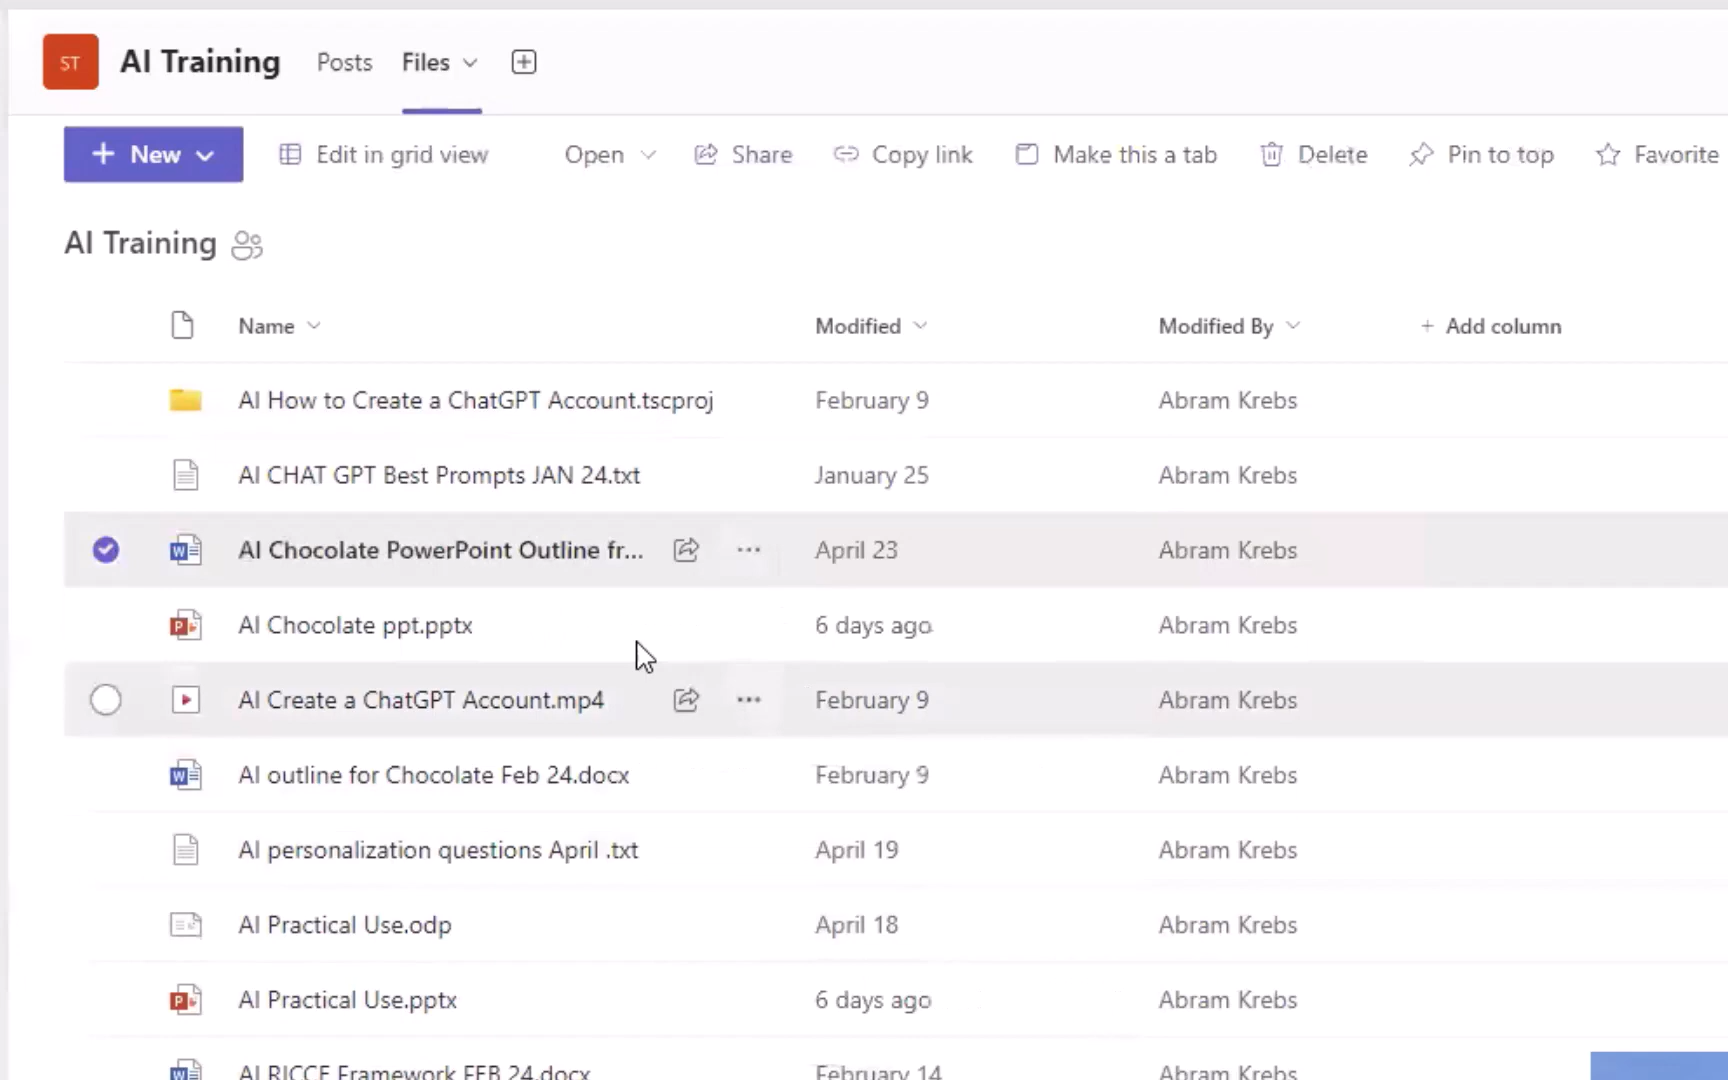 ST AI Training Posts Files
New Edit in grid view Open Share Copy link Make this a tab Delete Pin to top Favorite
AI Training
Name Modified Modified By + Add column
AI How to Create a ChatGPT Account.tscproj February 9 Abram Krebs
AI CHAT GPT Best Prompts JAN 24.txt January 25 Abram Krebs
AI Chocolate PowerPoint Outline fr... April 23 Abram Krebs
AI Chocolate ppt.pptx 6 days ago Abram Krebs
AI Create a ChatGPT Account.mp4 February 9 Abram Krebs
AI outline for Chocolate Feb 24.docx February 9 Abram Krebs
AI personalization questions April .txt April 19 Abram Krebs
AI Practical Use.odp April 18 Abram Krebs
AI Practical Use.pptx 6 days ago Abram Krebs
AI RICCE Framework FEB 24.docx February 14 Abram Krebs